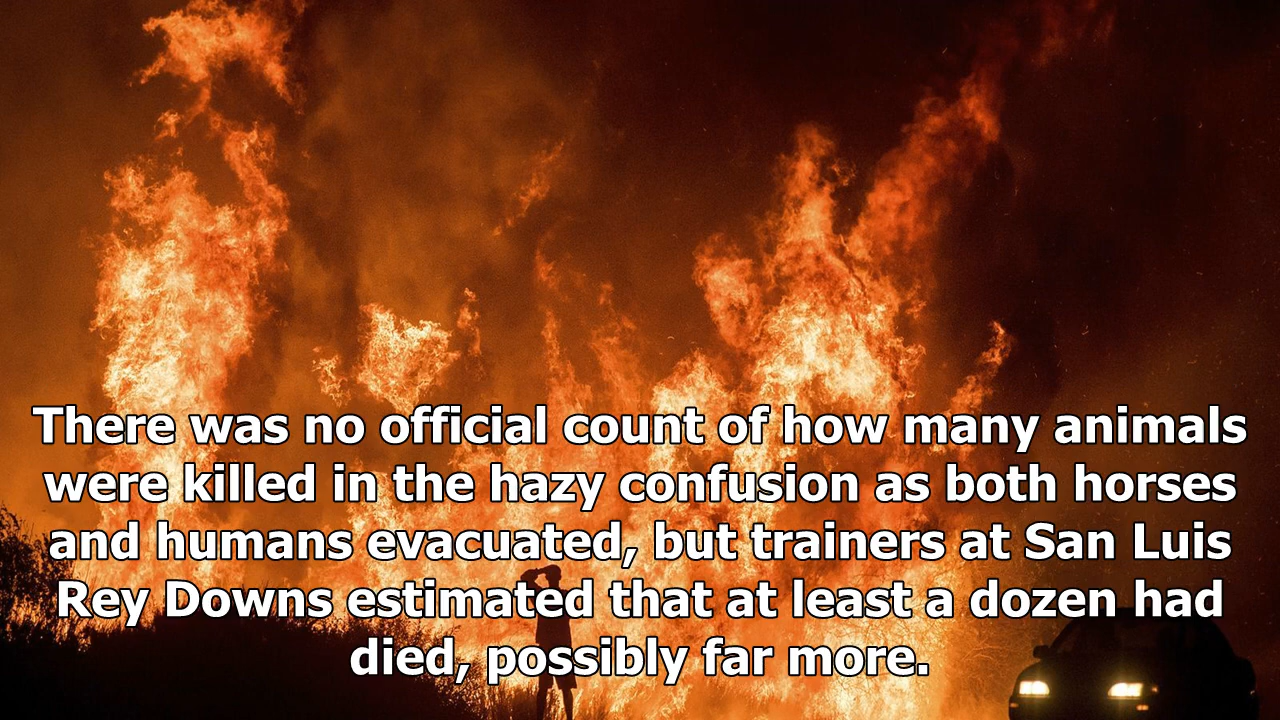 There was no official count of how many animals
were killed in the hazy confusion as both horses
and humans evacuated, but trainers at San Luis
Rey Downs estimated that at least a dozen had
died, possibly far more.